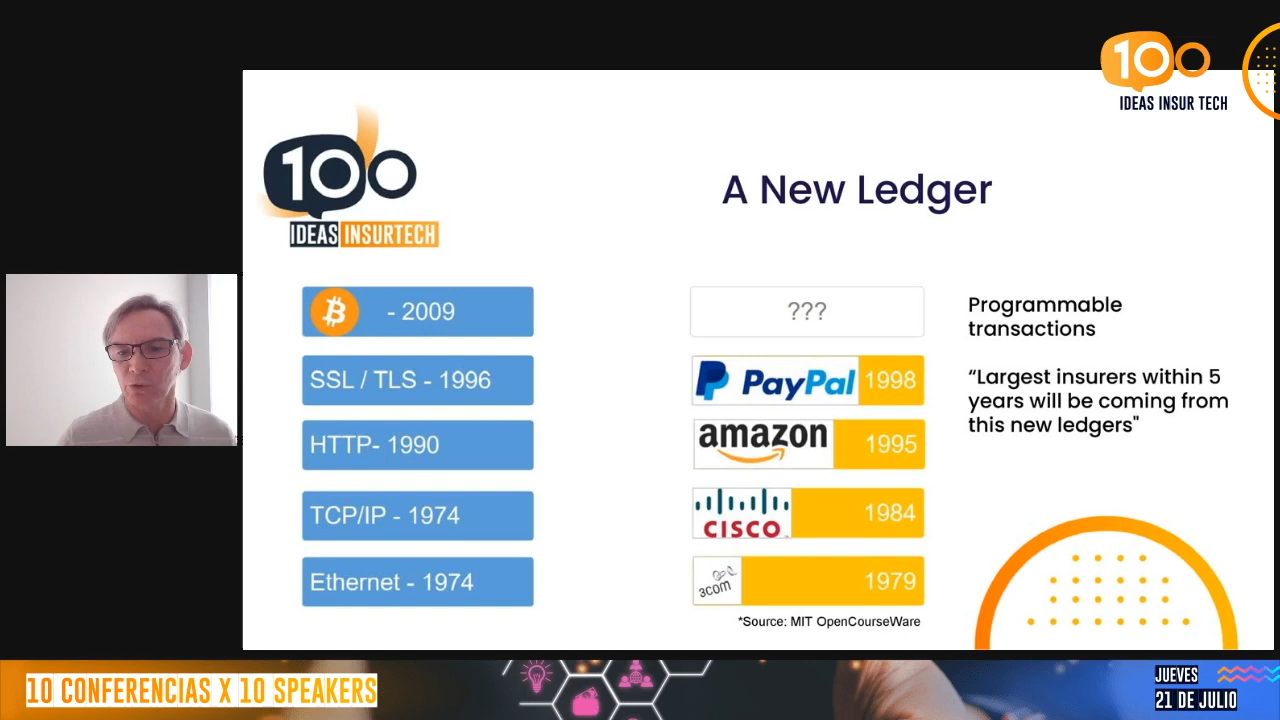 100
IDEAS INSUR TECH
100
IDEAS INSURTECH
A New Ledger
- 2009
???
SSL / TLS - 1996
PayPal 1998
HTTP- 1990
amazon 1995
TCP/IP - 1974
CISCO 1984
Ethernet - 1974
3com 1979
*Source: MIT OpenCourseWare
Programmable
transactions
“Largest insurers within 5
years will be coming from
this new ledgers"
10 CONFERENCIAS X 10 SPEAKERS
JUEVES
21 DE JULIO